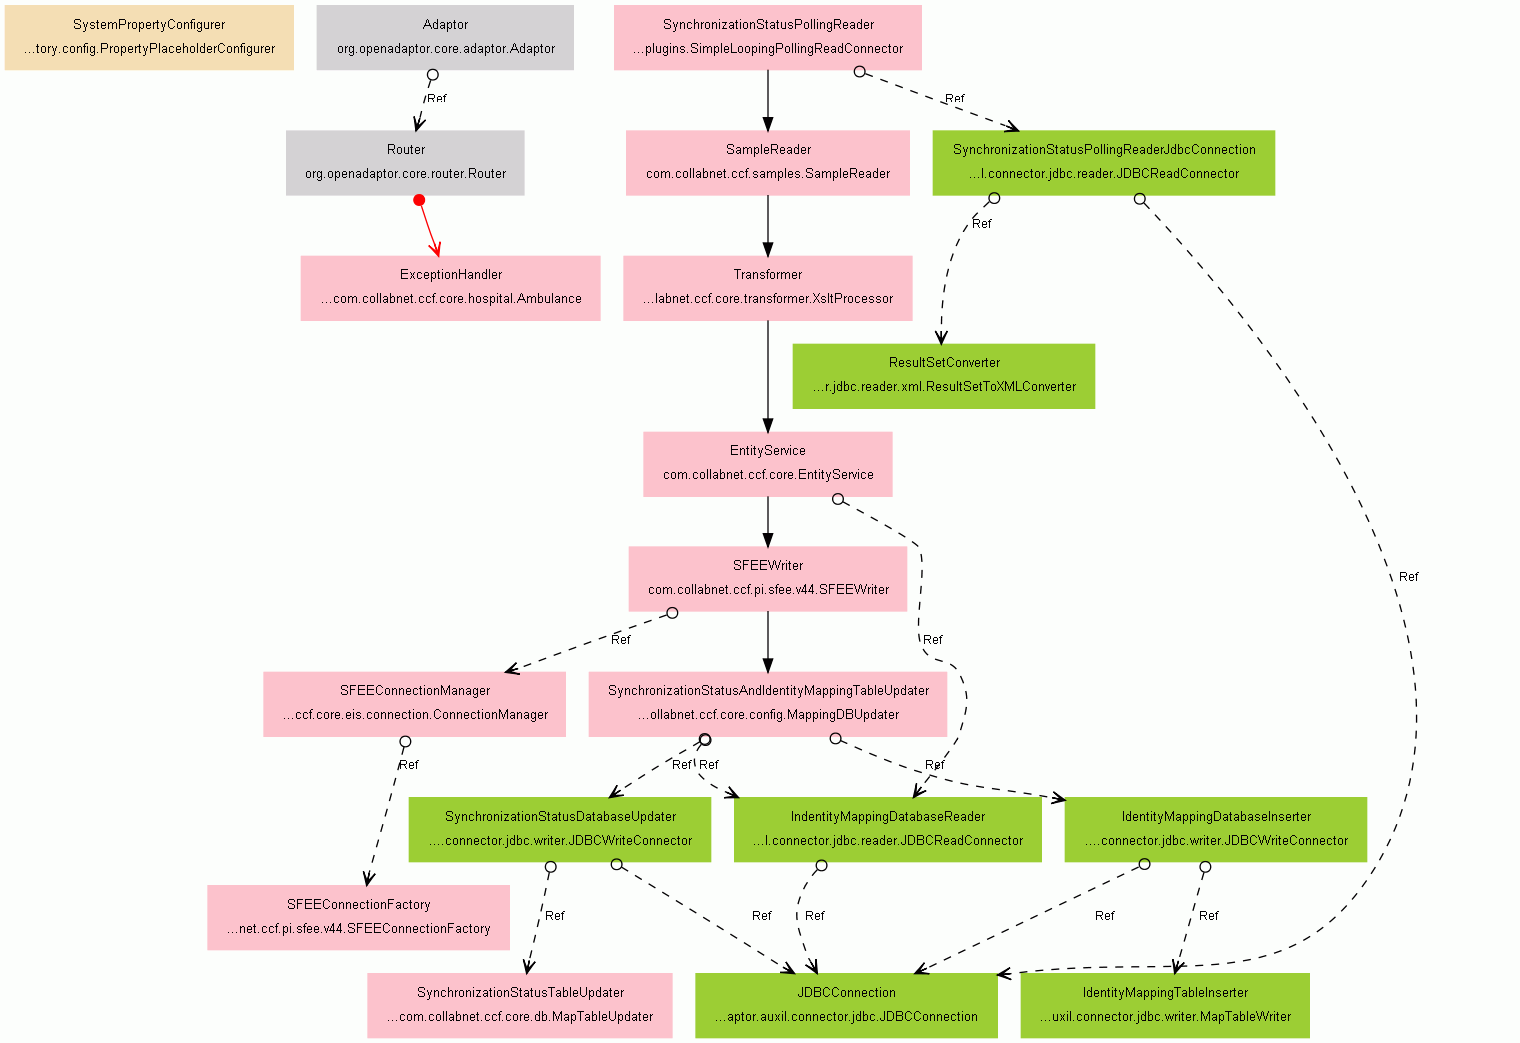 SystemPropertyConfigurer
...tory.config.PropertyPlaceholderConfigurer
Adaptor
org.openadaptor.core.adaptor.Adaptor
SynchronizationStatusPollingReader
...plugins.SimpleLoopingPollingReadConnector
Ref
Ref
Router
org.openadaptor.core.router.Router
SampleReader
com.collabnet.ccf.samples.SampleReader
SynchronizationStatusPollingReaderJdbcConnection
...l.connector.jdbc.reader.JDBCReadConnector
Ref
ExceptionHandler
...com.collabnet.ccf.core.hospital.Ambulance
Transformer
...labnet.ccf.core.transformer.XsltProcessor
ResultSetConverter
...r.jdbc.reader.xml.ResultSetToXMLConverter
EntityService
com.collabnet.ccf.core.EntityService
SFEEWriter
com.collabnet.ccf.pi.sfee.v44.SFEEWriter
Ref
Ref
Ref
SFEEConnectionManager
...ccf.core.eis.connection.ConnectionManager
SynchronizationStatusAndIdentityMappingTableUpdater
...ollabnet.ccf.core.config.MappingDBUpdater
Ref
Ref
Ref
Ref
SynchronizationStatusDatabaseUpdater
....connector.jdbc.writer.JDBCWriteConnector
IndentityMappingDatabaseReader
...l.connector.jdbc.reader.JDBCReadConnector
IdentityMappingDatabaseInserter
....connector.jdbc.writer.JDBCWriteConnector
SFEEConnectionFactory
...net.ccf.pi.sfee.v44.SFEEConnectionFactory
Ref
Ref
Ref
Ref
Ref
SynchronizationStatusTableUpdater
...com.collabnet.ccf.core.db.MapTableUpdater
JDBCConnection
...aptor.auxil.connector.jdbc.JDBCConnection
IdentityMappingTableInserter
...uxil.connector.jdbc.writer.MapTableWriter